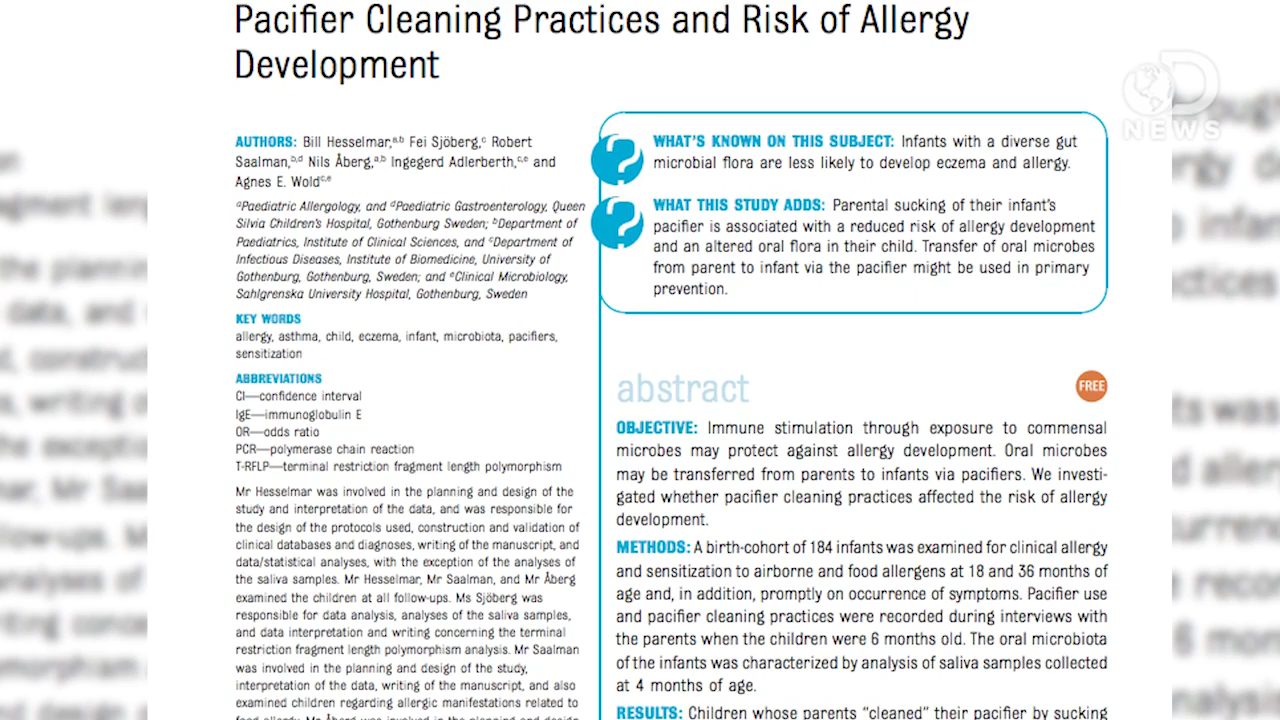 Pacifier Cleaning Practices and Risk of Allergy
Development
D
NEWS
AUTHORS: Bill Hesselmar,a,b Fei Sjöberg,c Robert
Saalman,b,d Nils Åberg,a,b Ingegerd Adlerberth,c,e and
Agnes E. Woldc,e
aPaediatric Allergology, and dPaediatric Gastroenterology, Queen
Silvia Children's Hospital, Gothenburg Sweden; bDepartment of
Paediatrics, Institute of Clinical Sciences, and cDepartment of
Infectious Diseases, Institute of Biomedicine, University of
Gothenburg, Gothenburg, Sweden; and eClinical Microbiology,
Sahlgrenska University Hospital, Gothenburg, Sweden
KEY WORDS
allergy, asthma, child, eczema, infant, microbiota, pacifiers,
sensitization
ABBREVIATIONS
CI—confidence interval
IgE—immunoglobulin E
OR—odds ratio
PCR—polymerase chain reaction
T-RFLP—terminal restriction fragment length polymorphism
Mr Hesselmar was involved in the planning and design of the
study and interpretation of the data, and was responsible for
the design of the protocols used, construction and validation of
clinical databases and diagnoses, writing of the manuscript, and
data/statistical analyses, with the exception of the analyses of
the saliva samples. Mr Hesselmar, Mr Saalman, and Mr Åberg
examined the children at all follow-ups. Ms Sjöberg was
responsible for data analysis, analyses of the saliva samples,
and data interpretation and writing concerning the terminal
restriction fragment length polymorphism analysis. Mr Saalman
was involved in the planning and design of the study,
interpretation of the data, writing of the manuscript, and also
examined children regarding allergic manifestations related to
food allergy. Mr Åberg was involved in the planning and design
? WHAT'S KNOWN ON THIS SUBJECT: Infants with a diverse gut
microbial flora are less likely to develop eczema and allergy.
? WHAT THIS STUDY ADDS: Parental sucking of their infant's
pacifier is associated with a reduced risk of allergy development
and an altered oral flora in their child. Transfer of oral microbes
from parent to infant via the pacifier might be used in primary
prevention.
abstract
FREE
OBJECTIVE: Immune stimulation through exposure to commensal
microbes may protect against allergy development. Oral microbes
may be transferred from parents to infants via pacifiers. We investi-
gated whether pacifier cleaning practices affected the risk of allergy
development.
METHODS: A birth-cohort of 184 infants was examined for clinical allergy
and sensitization to airborne and food allergens at 18 and 36 months of
age and, in addition, promptly on occurrence of symptoms. Pacifier use
and pacifier cleaning practices were recorded during interviews with
the parents when the children were 6 months old. The oral microbiota
of the infants was characterized by analysis of saliva samples collected
at 4 months of age.
RESULTS: Children whose parents "cleaned" their pacifier by sucking